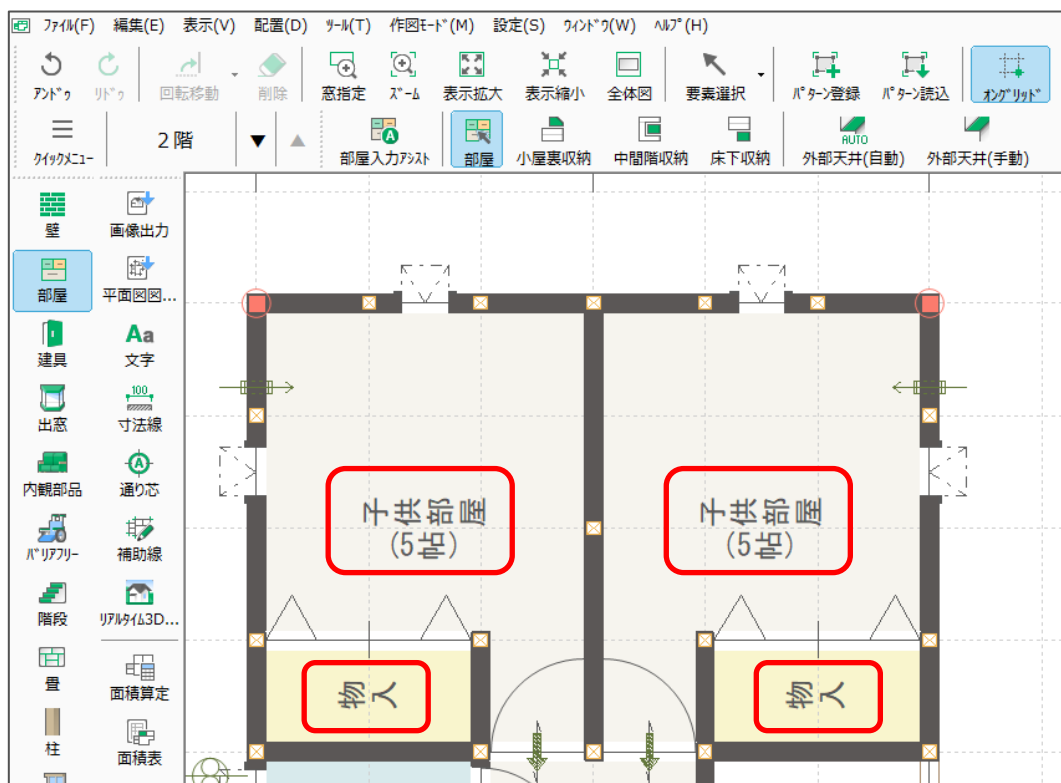 ﾌｧｲﾙ(F) 編集(E) 表示(V) 配置(D) ﾂｰﾙ(T) 作図ﾓｰﾄﾞ(M) 設定(S) ｳｨﾝﾄﾞｳ(W) ﾍﾙﾌﾟ(H)
ｱﾝﾄﾞｩ ﾘﾄﾞｩ 回転移動 削除 窓指定 ｽﾞｰﾑ 表示拡大 表示縮小 全体図 要素選択 ﾊﾟﾀｰﾝ登録 ﾊﾟﾀｰﾝ読込 ｵﾝｸﾞﾘｯﾄﾞ
ｸｲｯｸﾒﾆｭｰ 2階 部屋入力ｱｼｽﾄ 部屋 小屋裏収納 中間階収納 床下収納 AUTO 外部天井(自動) 外部天井(手動)
壁 画像出力
部屋 平面図図...
建具 Aa 文字
出窓 100 寸法線
内観部品 A 通り芯
ﾊﾞﾘｱﾌﾘｰ 補助線
階段 ﾘｱﾙﾀｲﾑ3D...
畳 面積算定
柱 面積表
子供部屋
(5帖)
子供部屋
(5帖)
物入
物入